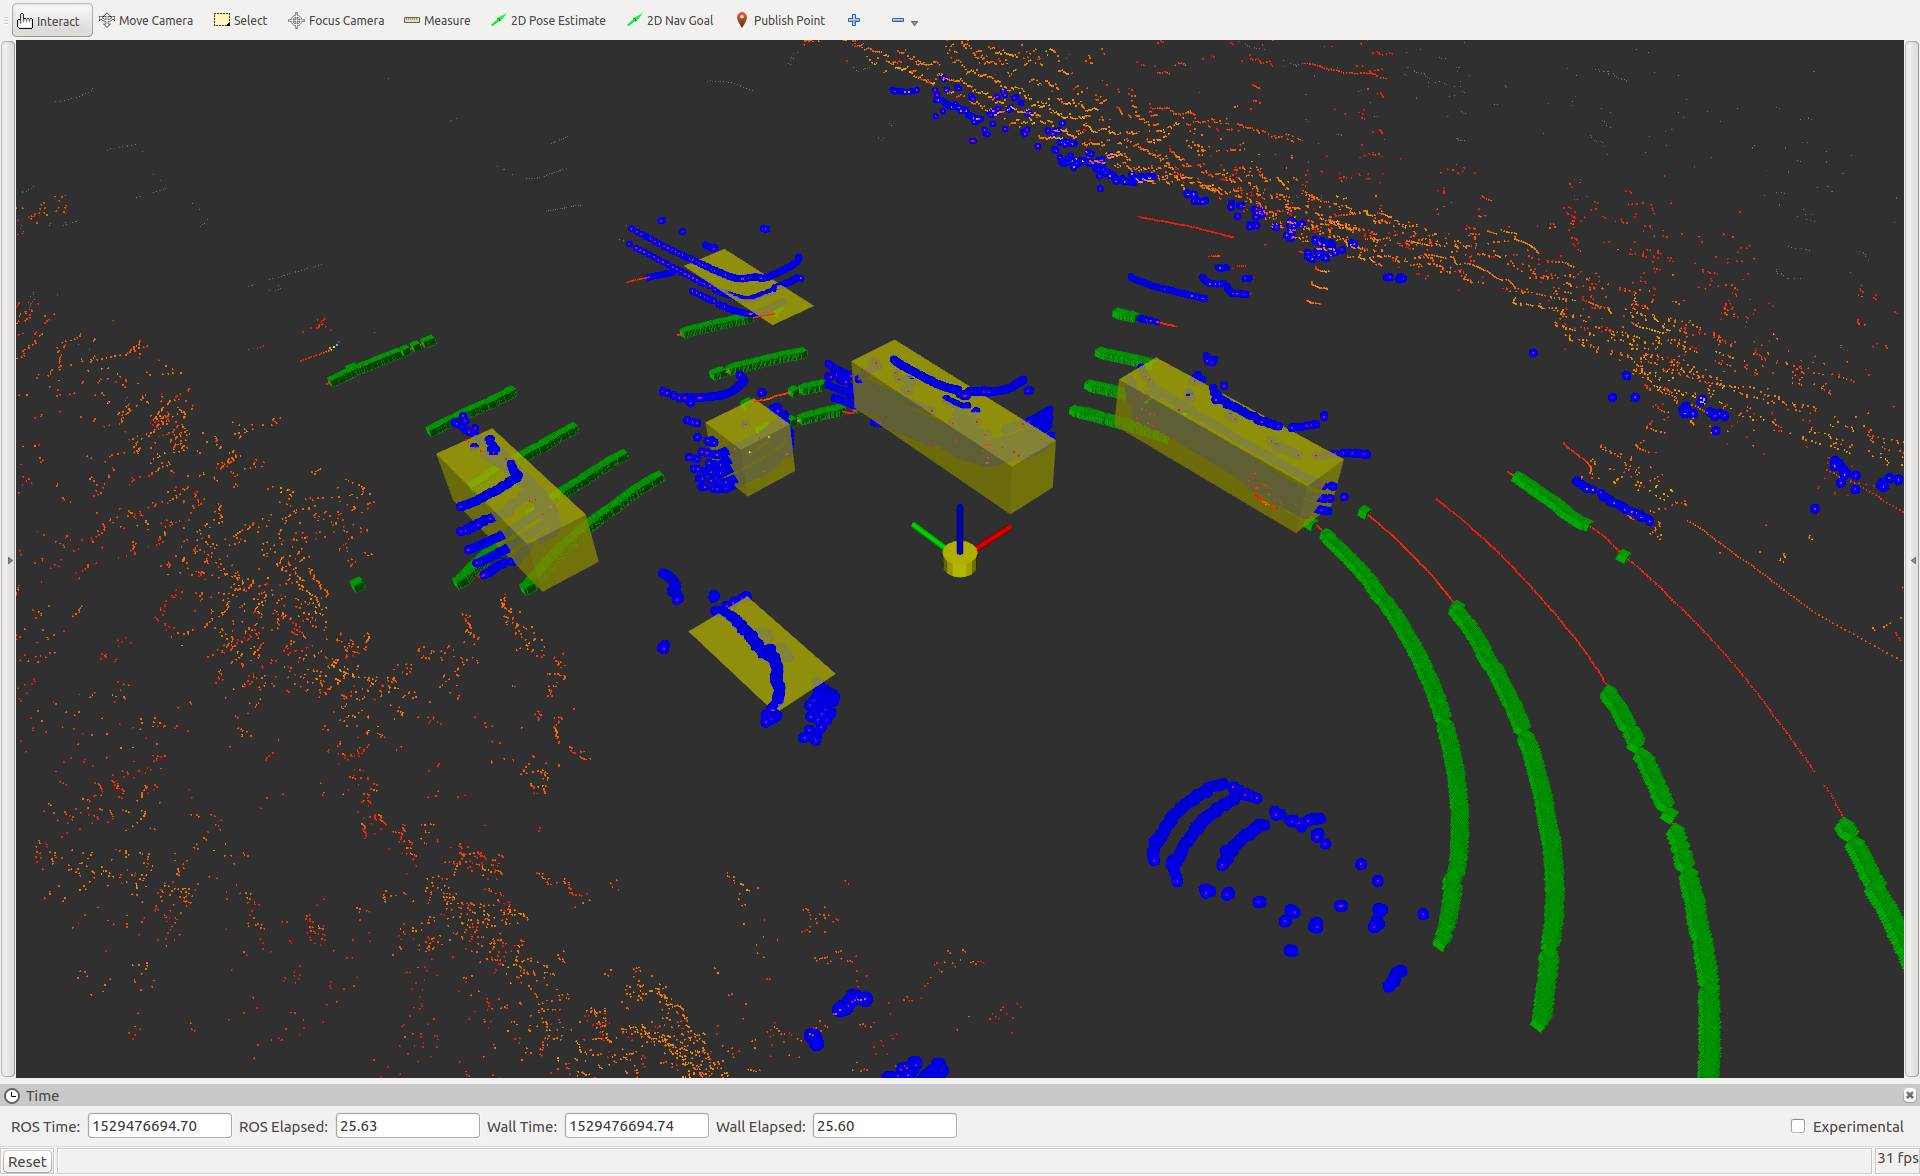 Interact Move Camera Select Focus Camera Measure 2D Pose Estimate 2D Nav Goal Publish Point
Time
ROS Time: 1529476694.70 ROS Elapsed: 25.63 Wall Time: 1529476694.74 Wall Elapsed: 25.60 Experimental
Reset 31 fps